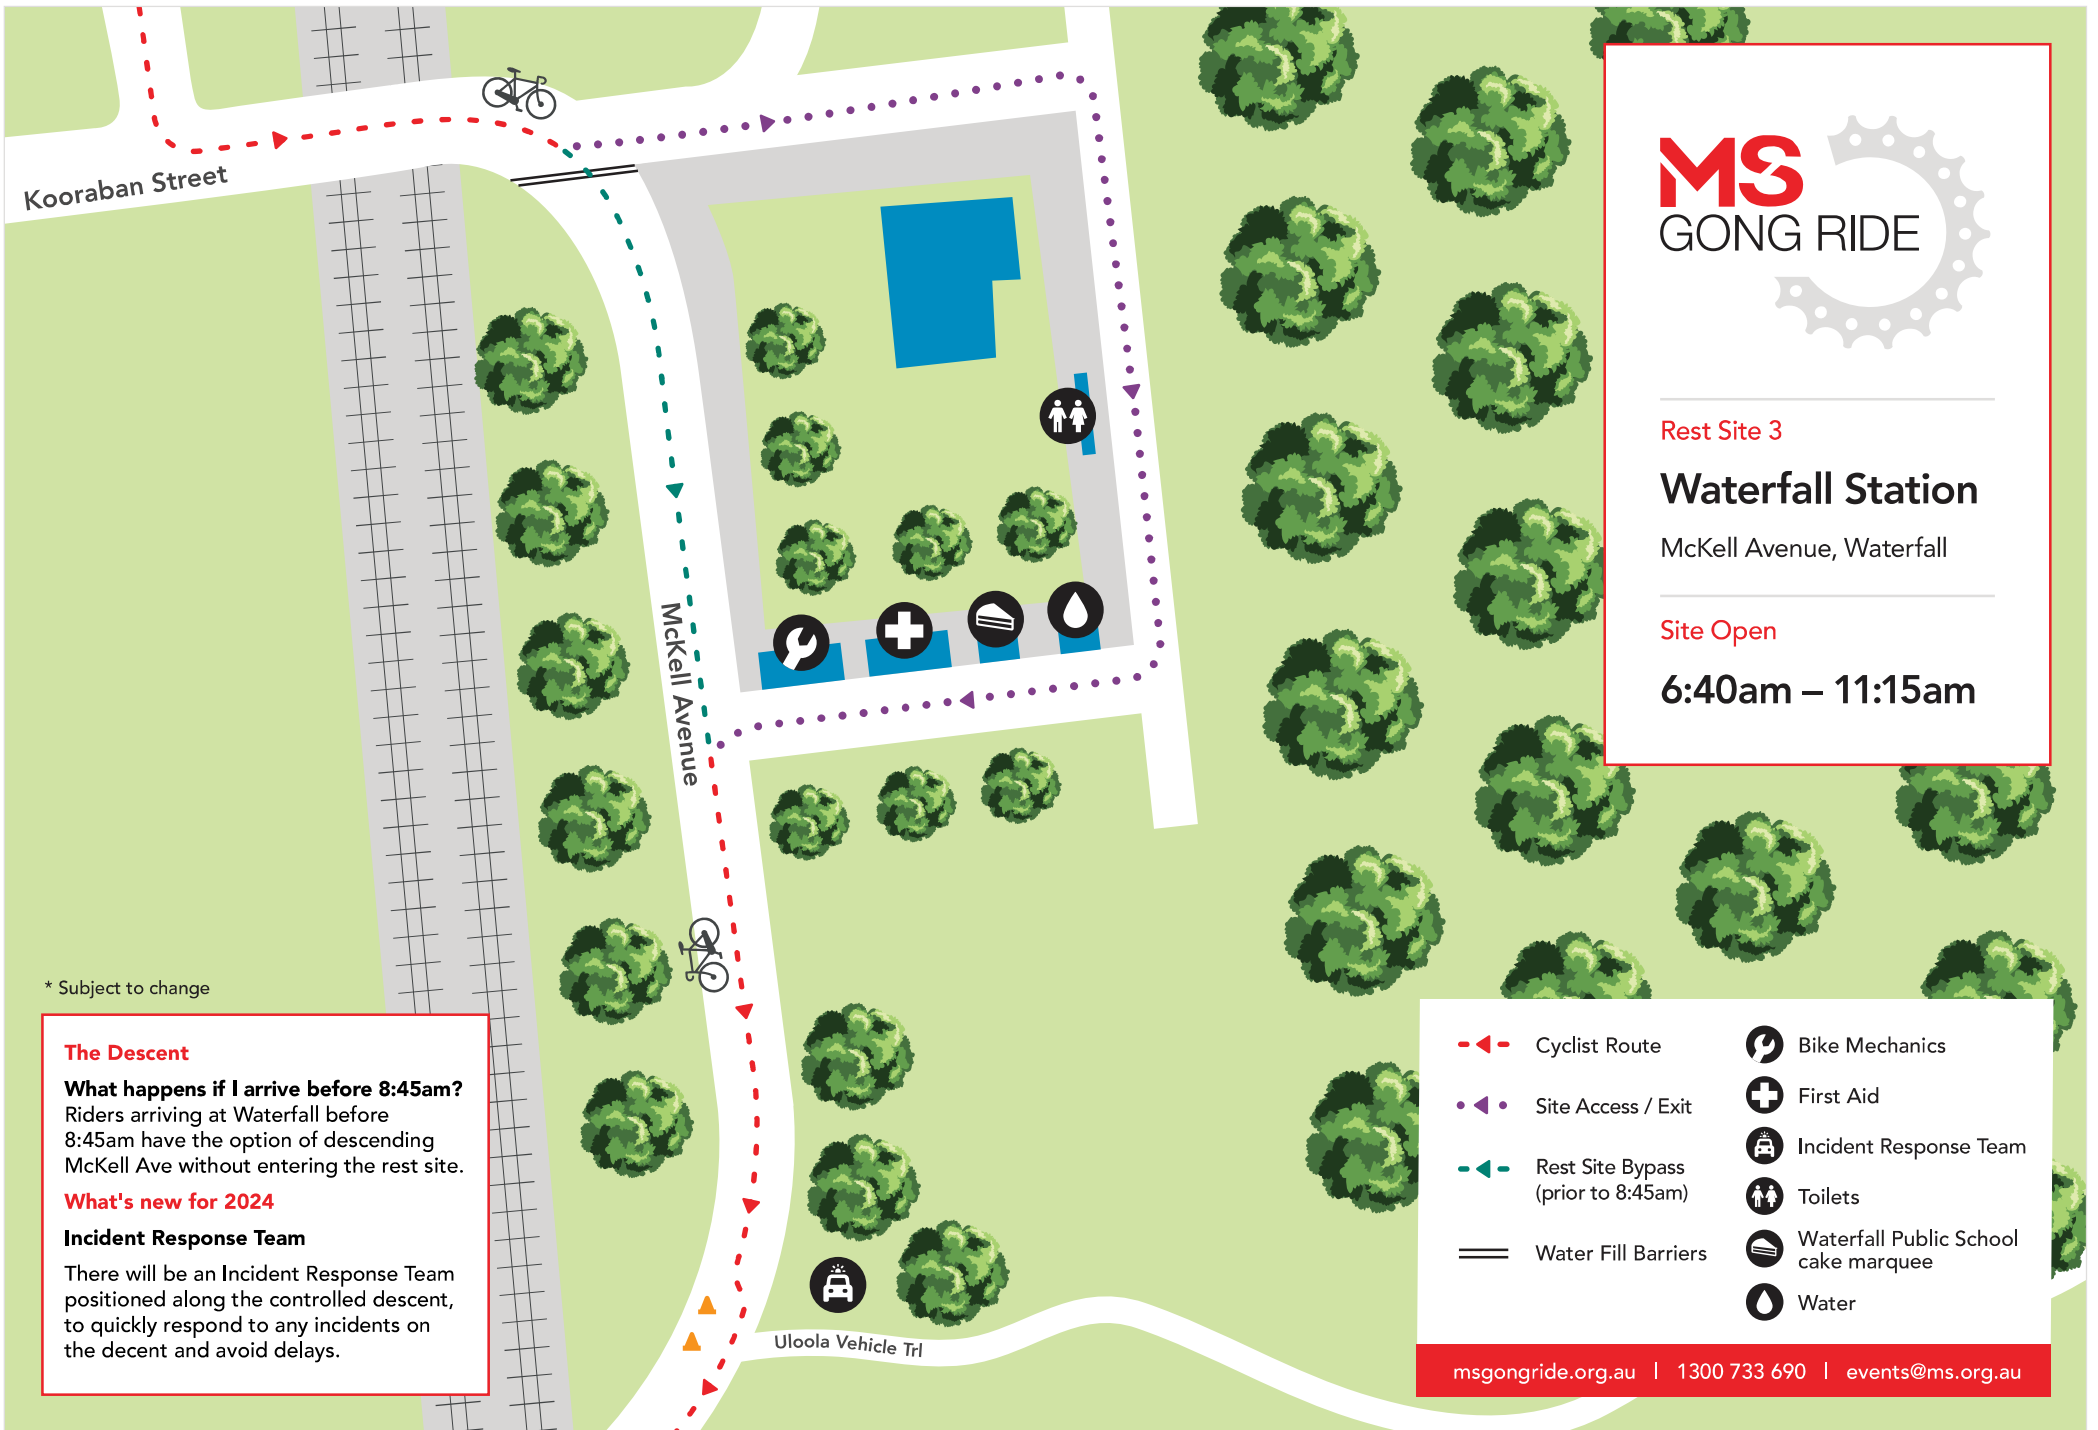 Kooraban Street
McKell Avenue
Uloola Vehicle Trl
MS
GONG RIDE
Rest Site 3
Waterfall Station
McKell Avenue, Waterfall
Site Open
6:40am – 11:15am
* Subject to change
The Descent
What happens if I arrive before 8:45am?
Riders arriving at Waterfall before
8:45am have the option of descending
McKell Ave without entering the rest site.
What's new for 2024
Incident Response Team
There will be an Incident Response Team
positioned along the controlled descent,
to quickly respond to any incidents on
the decent and avoid delays.
Cyclist Route
Site Access / Exit
Rest Site Bypass
(prior to 8:45am)
Water Fill Barriers
Bike Mechanics
First Aid
Incident Response Team
Toilets
Waterfall Public School
cake marquee
Water
msgongride.org.au | 1300 733 690 | events@ms.org.au